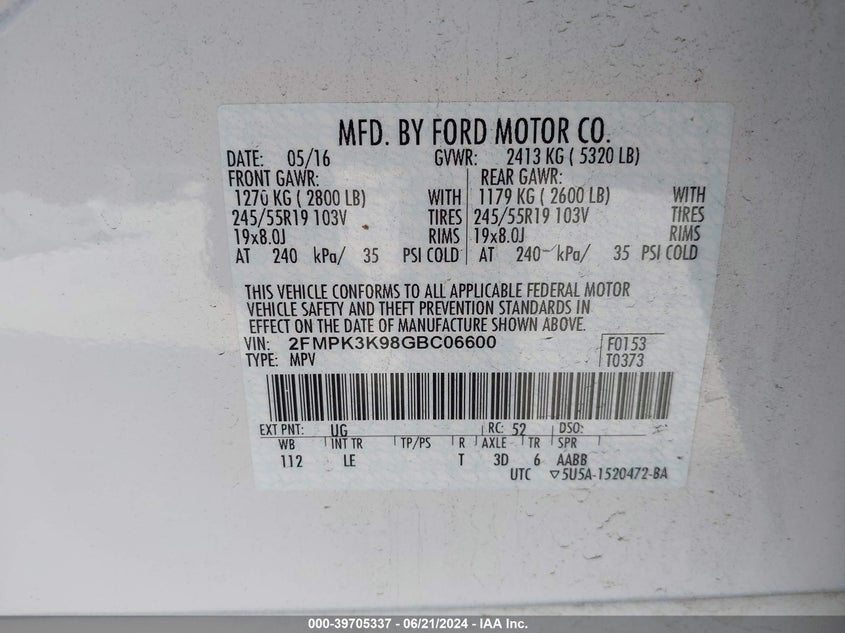 MFD. BY FORD MOTOR CO.
DATE: 05/16 GVWR: 2413 KG ( 5320 LB)
FRONT GAWR: REAR GAWR:
1270 KG ( 2800 LB) WITH 1179 KG ( 2600 LB) WITH
245/55R19 103V TIRES 245/55R19 103V TIRES
19x8.0J RIMS 19x8.0J RIMS
AT 240 kPa/ 35 PSI COLD AT 240 kPa/ 35 PSI COLD
THIS VEHICLE CONFORMS TO ALL APPLICABLE FEDERAL MOTOR
VEHICLE SAFETY AND THEFT PREVENTION STANDARDS IN
EFFECT ON THE DATE OF MANUFACTURE SHOWN ABOVE.
VIN: 2FMPK3K98GBC06600 F0153
TYPE: MPV T0373
EXT PNT: UG RC: 52 DSO:
WB INT TR TP/PS R AXLE TR SPR
112 LE T 3D 6 AABB
UTC ▽5U5A-1520472-BA
000-39705337 - 06/21/2024 - IAA Inc.